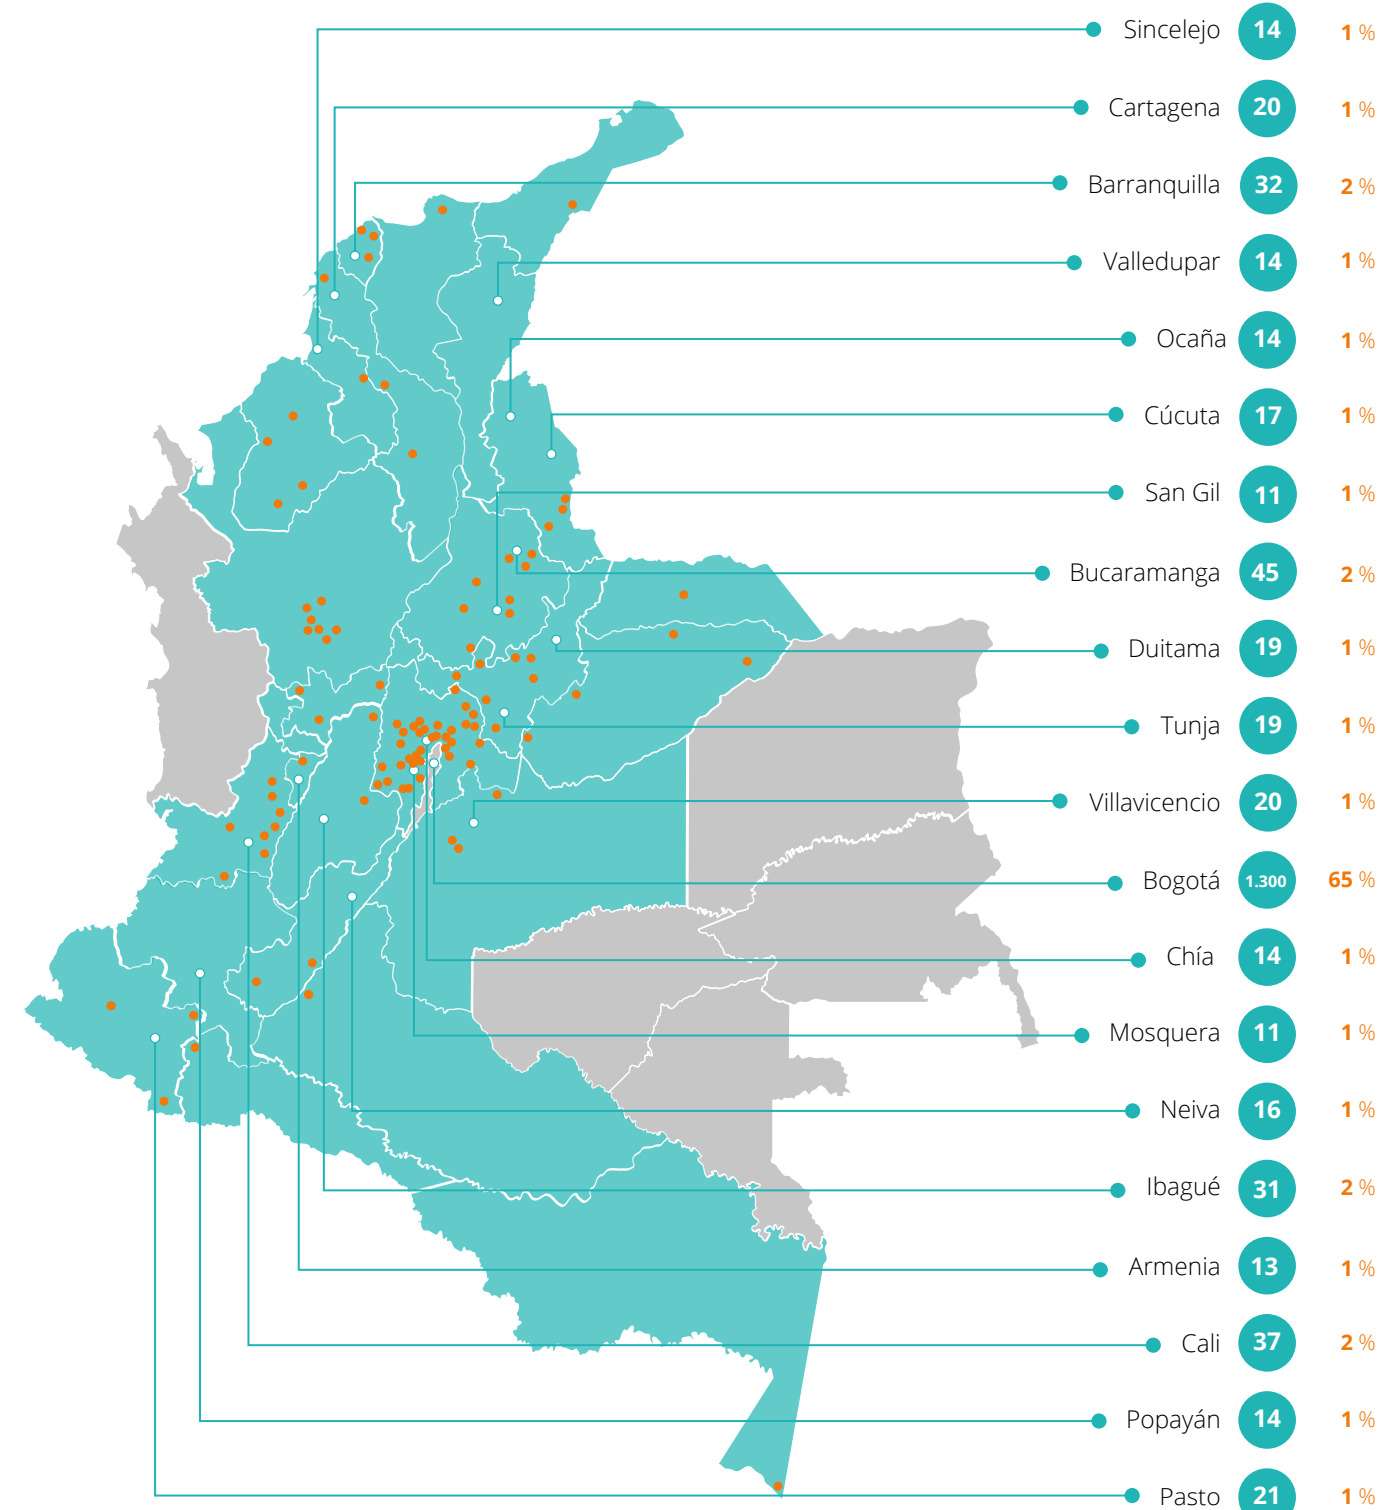 Sincelejo 14 1 %
Cartagena 20 1 %
Barranquilla 32 2 %
Valledupar 14 1 %
Ocaña 14 1 %
Cúcuta 17 1 %
San Gil 11 1 %
Bucaramanga 45 2 %
Duitama 19 1 %
Tunja 19 1 %
Villavicencio 20 1 %
Bogotá 1.300 65 %
Chía 14 1 %
Mosquera 11 1 %
Neiva 16 1 %
Ibagué 31 2 %
Armenia 13 1 %
Cali 37 2 %
Popayán 14 1 %
Pasto 21 1 %